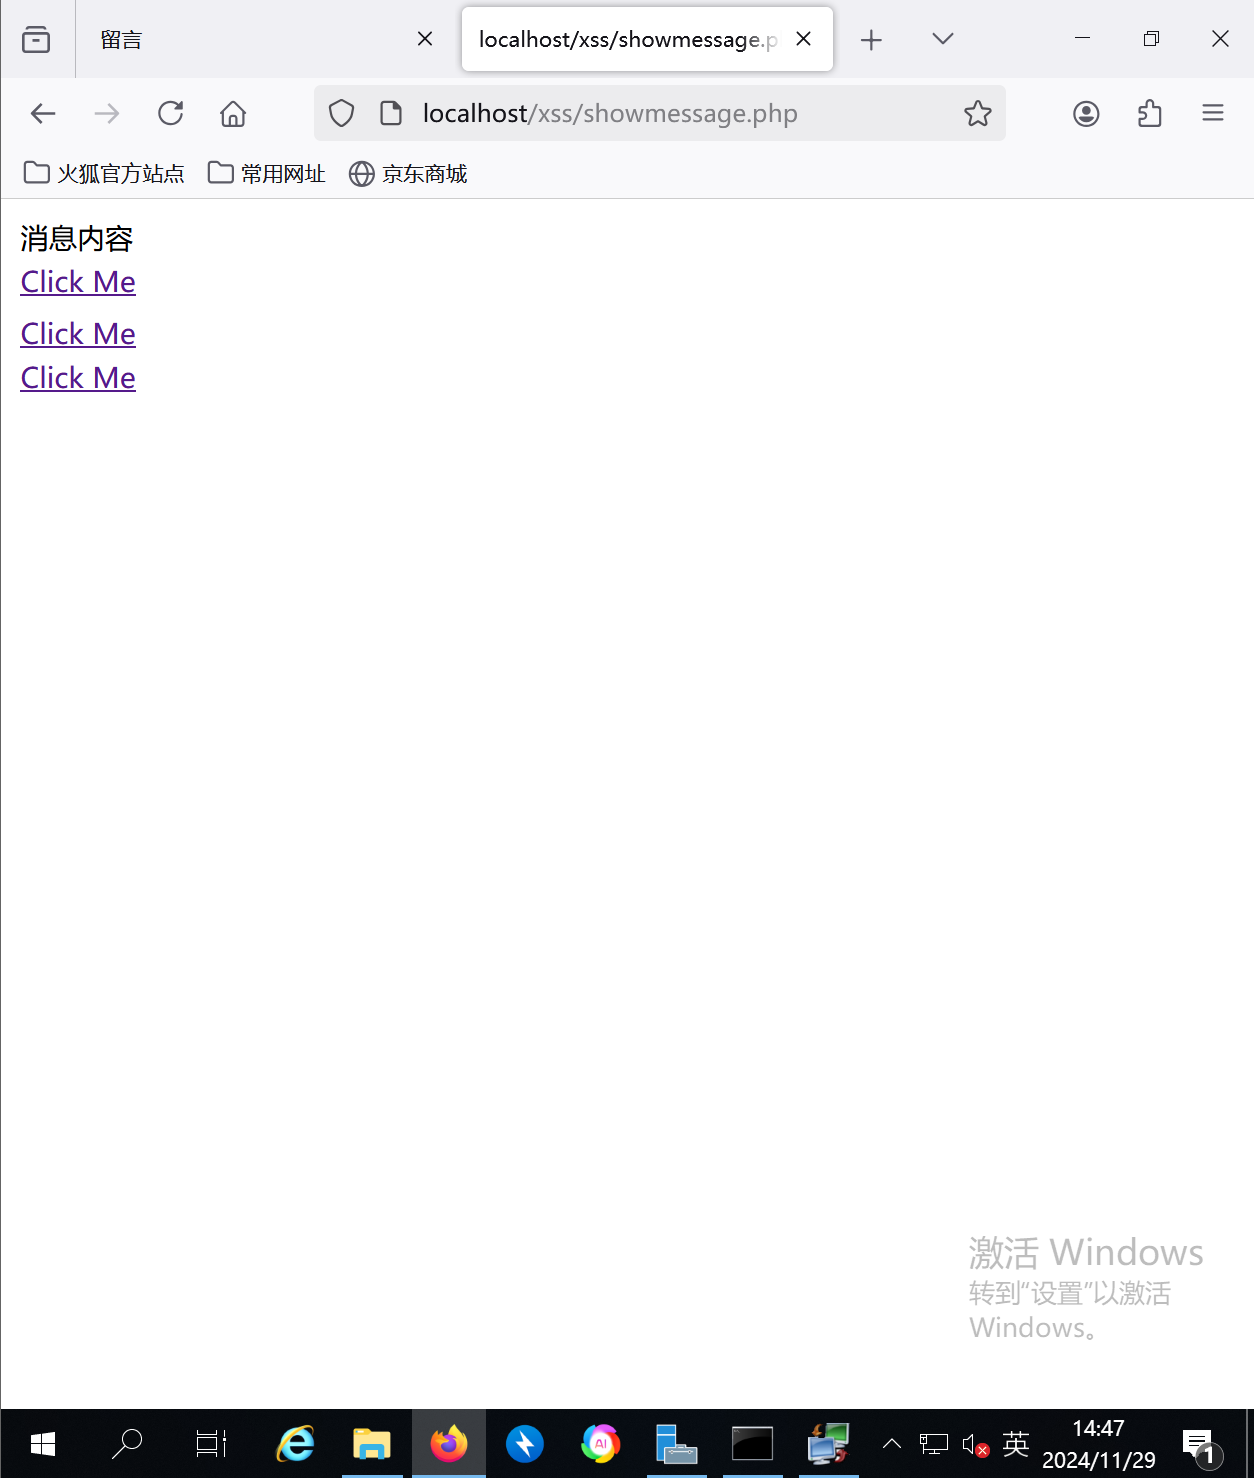 留言
localhost/xss/showmessage.p
localhost/xss/showmessage.php
火狐官方站点
常用网址
京东商城
消息内容
Click Me
Click Me
Click Me
激活 Windows
转到“设置”以激活
Windows。
AI
英
14:47
2024/11/29
1